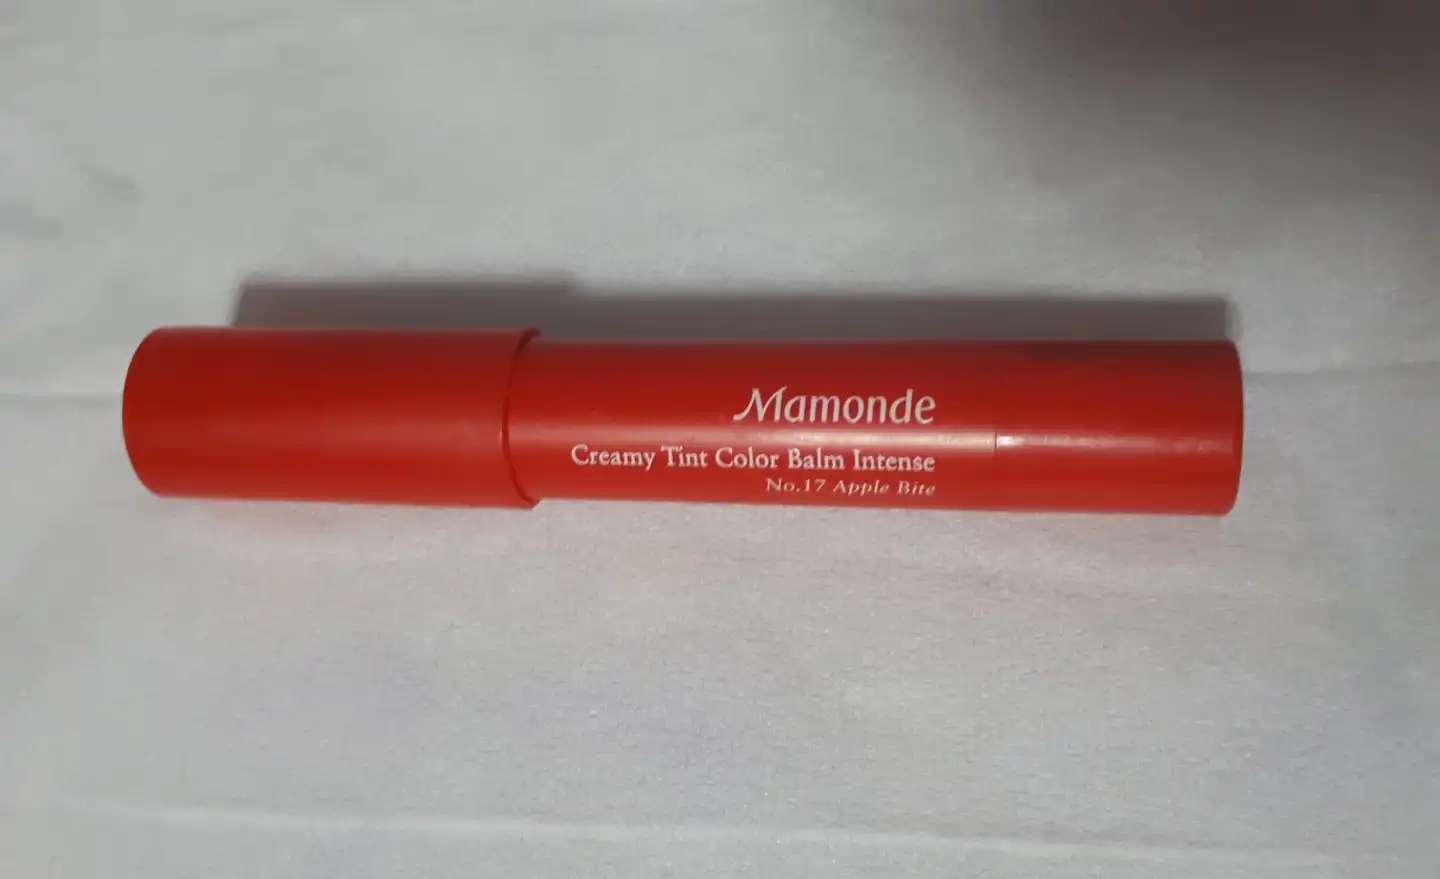 Mamonde
Creamy Tint Color Balm Intense
No.17 Apple Bite